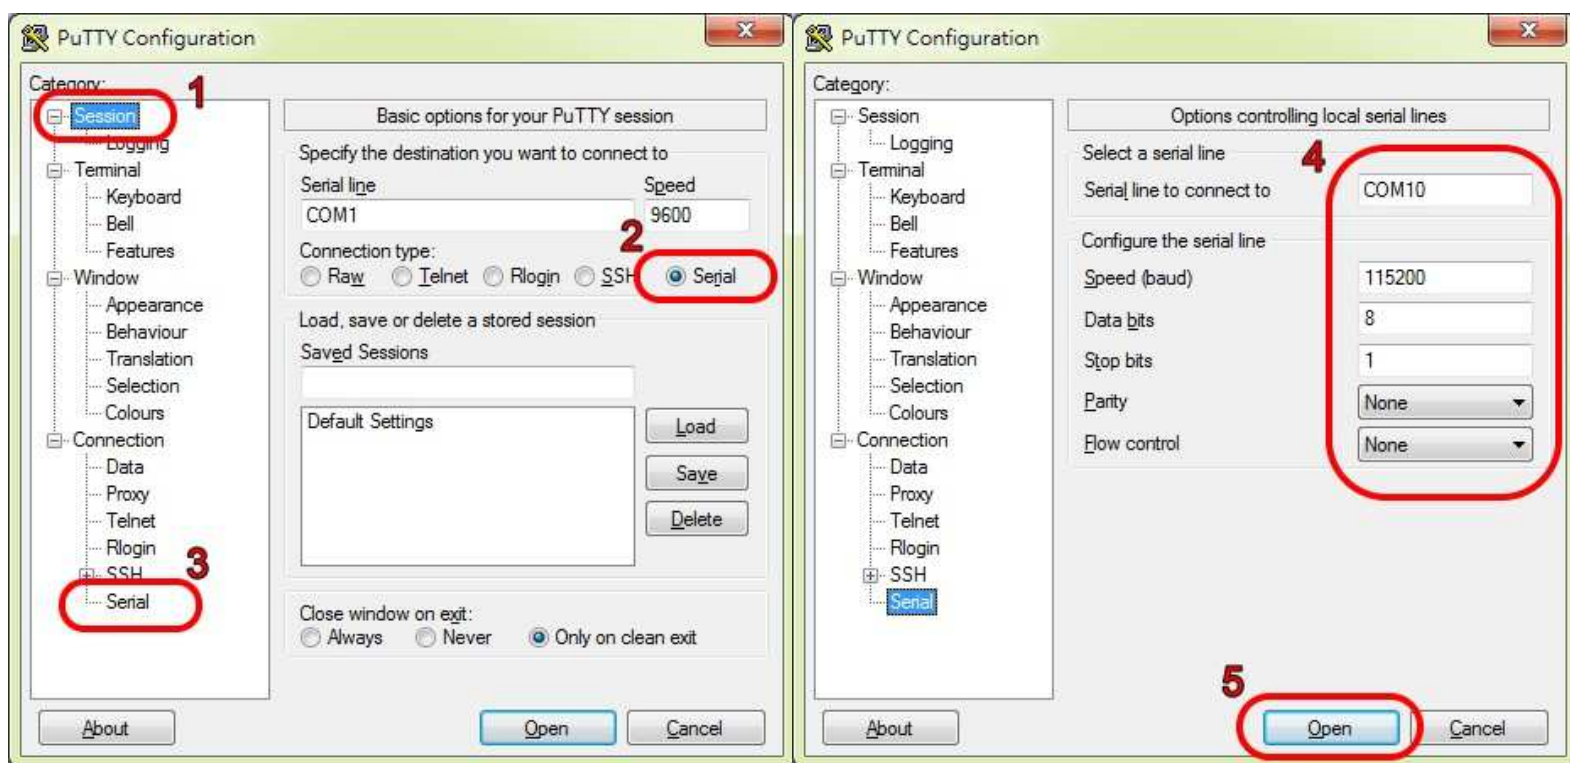 PuTTY Configuration
Category:
1
Session
Logging
Terminal
Keyboard
Bell
Features
Window
Appearance
Behaviour
Translation
Selection
Colours
Connection
Data
Proxy
Telnet
Rlogin
SSH
3
Serial
Basic options for your PuTTY session
Specify the destination you want to connect to
Serial line Speed
COM1 9600
2
Connection type:
Raw Telnet Rlogin SSH Serial
Load, save or delete a stored session
Saved Sessions
Default Settings
Load
Save
Delete
Close window on exit:
Always Never Only on clean exit
About Open Cancel
PuTTY Configuration
Category:
Session
Logging
Terminal
Keyboard
Bell
Features
Window
Appearance
Behaviour
Translation
Selection
Colours
Connection
Data
Proxy
Telnet
Rlogin
SSH
Serial
Options controlling local serial lines
Select a serial line
4
Serial line to connect to COM10
Configure the serial line
Speed (baud) 115200
Data bits 8
Stop bits 1
Parity None
Flow control None
5
About Open Cancel